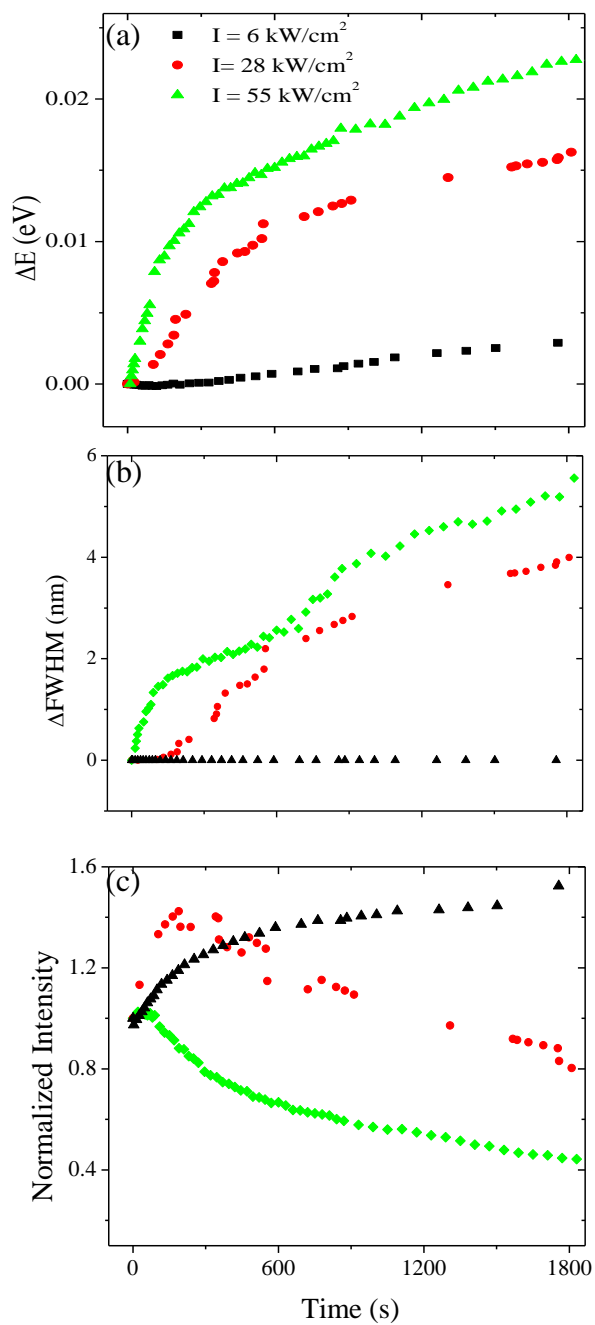 (a)
I = 6 kW/cm²
I= 28 kW/cm²
I = 55 kW/cm²
0.02
0.01
0.00
ΔE (eV)
(b)
6
4
2
0
ΔFWHM (nm)
(c)
1.6
1.2
0.8
0.4
Normalized Intensity
0 600 1200 1800
Time (s)